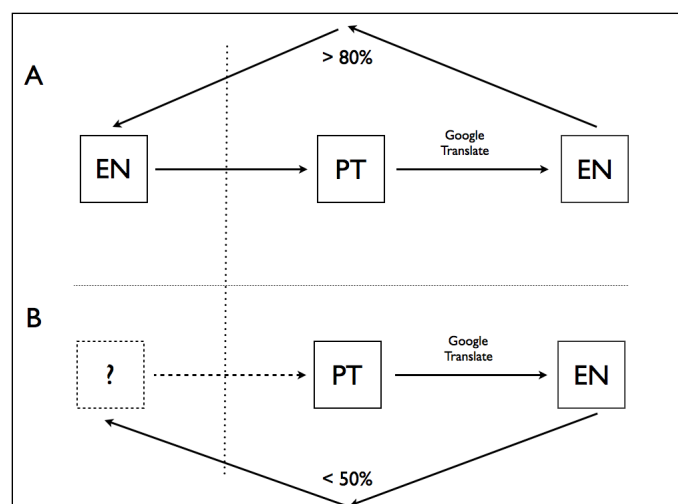 A
> 80%
EN
PT
Google
Translate
EN
B
?
PT
Google
Translate
EN
< 50%